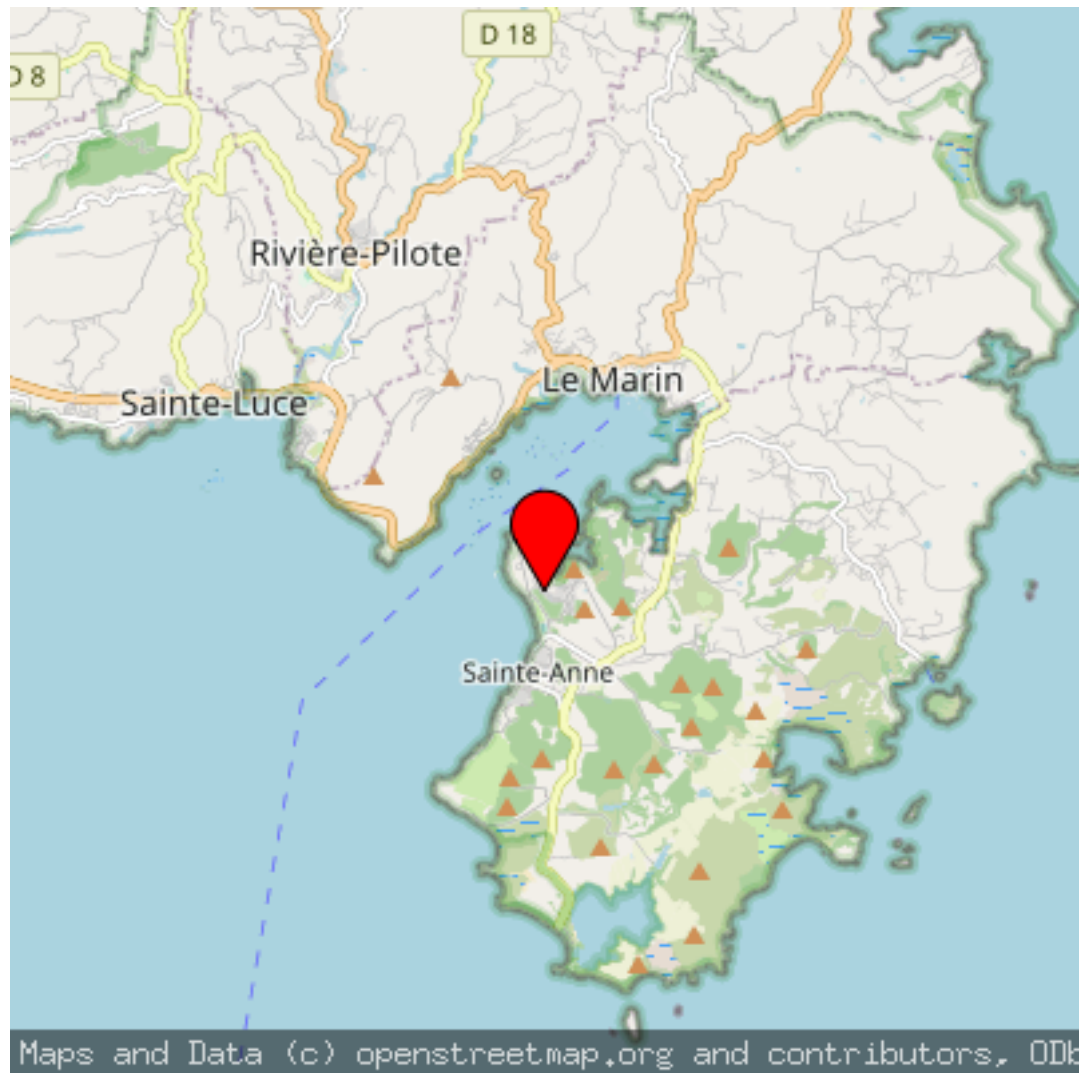 D 18
D 8
Rivière-Pilote
Le Marin
Sainte-Luce
Sainte-Anne
Maps and Data (c) openstreetmap.org and contributors, ODb